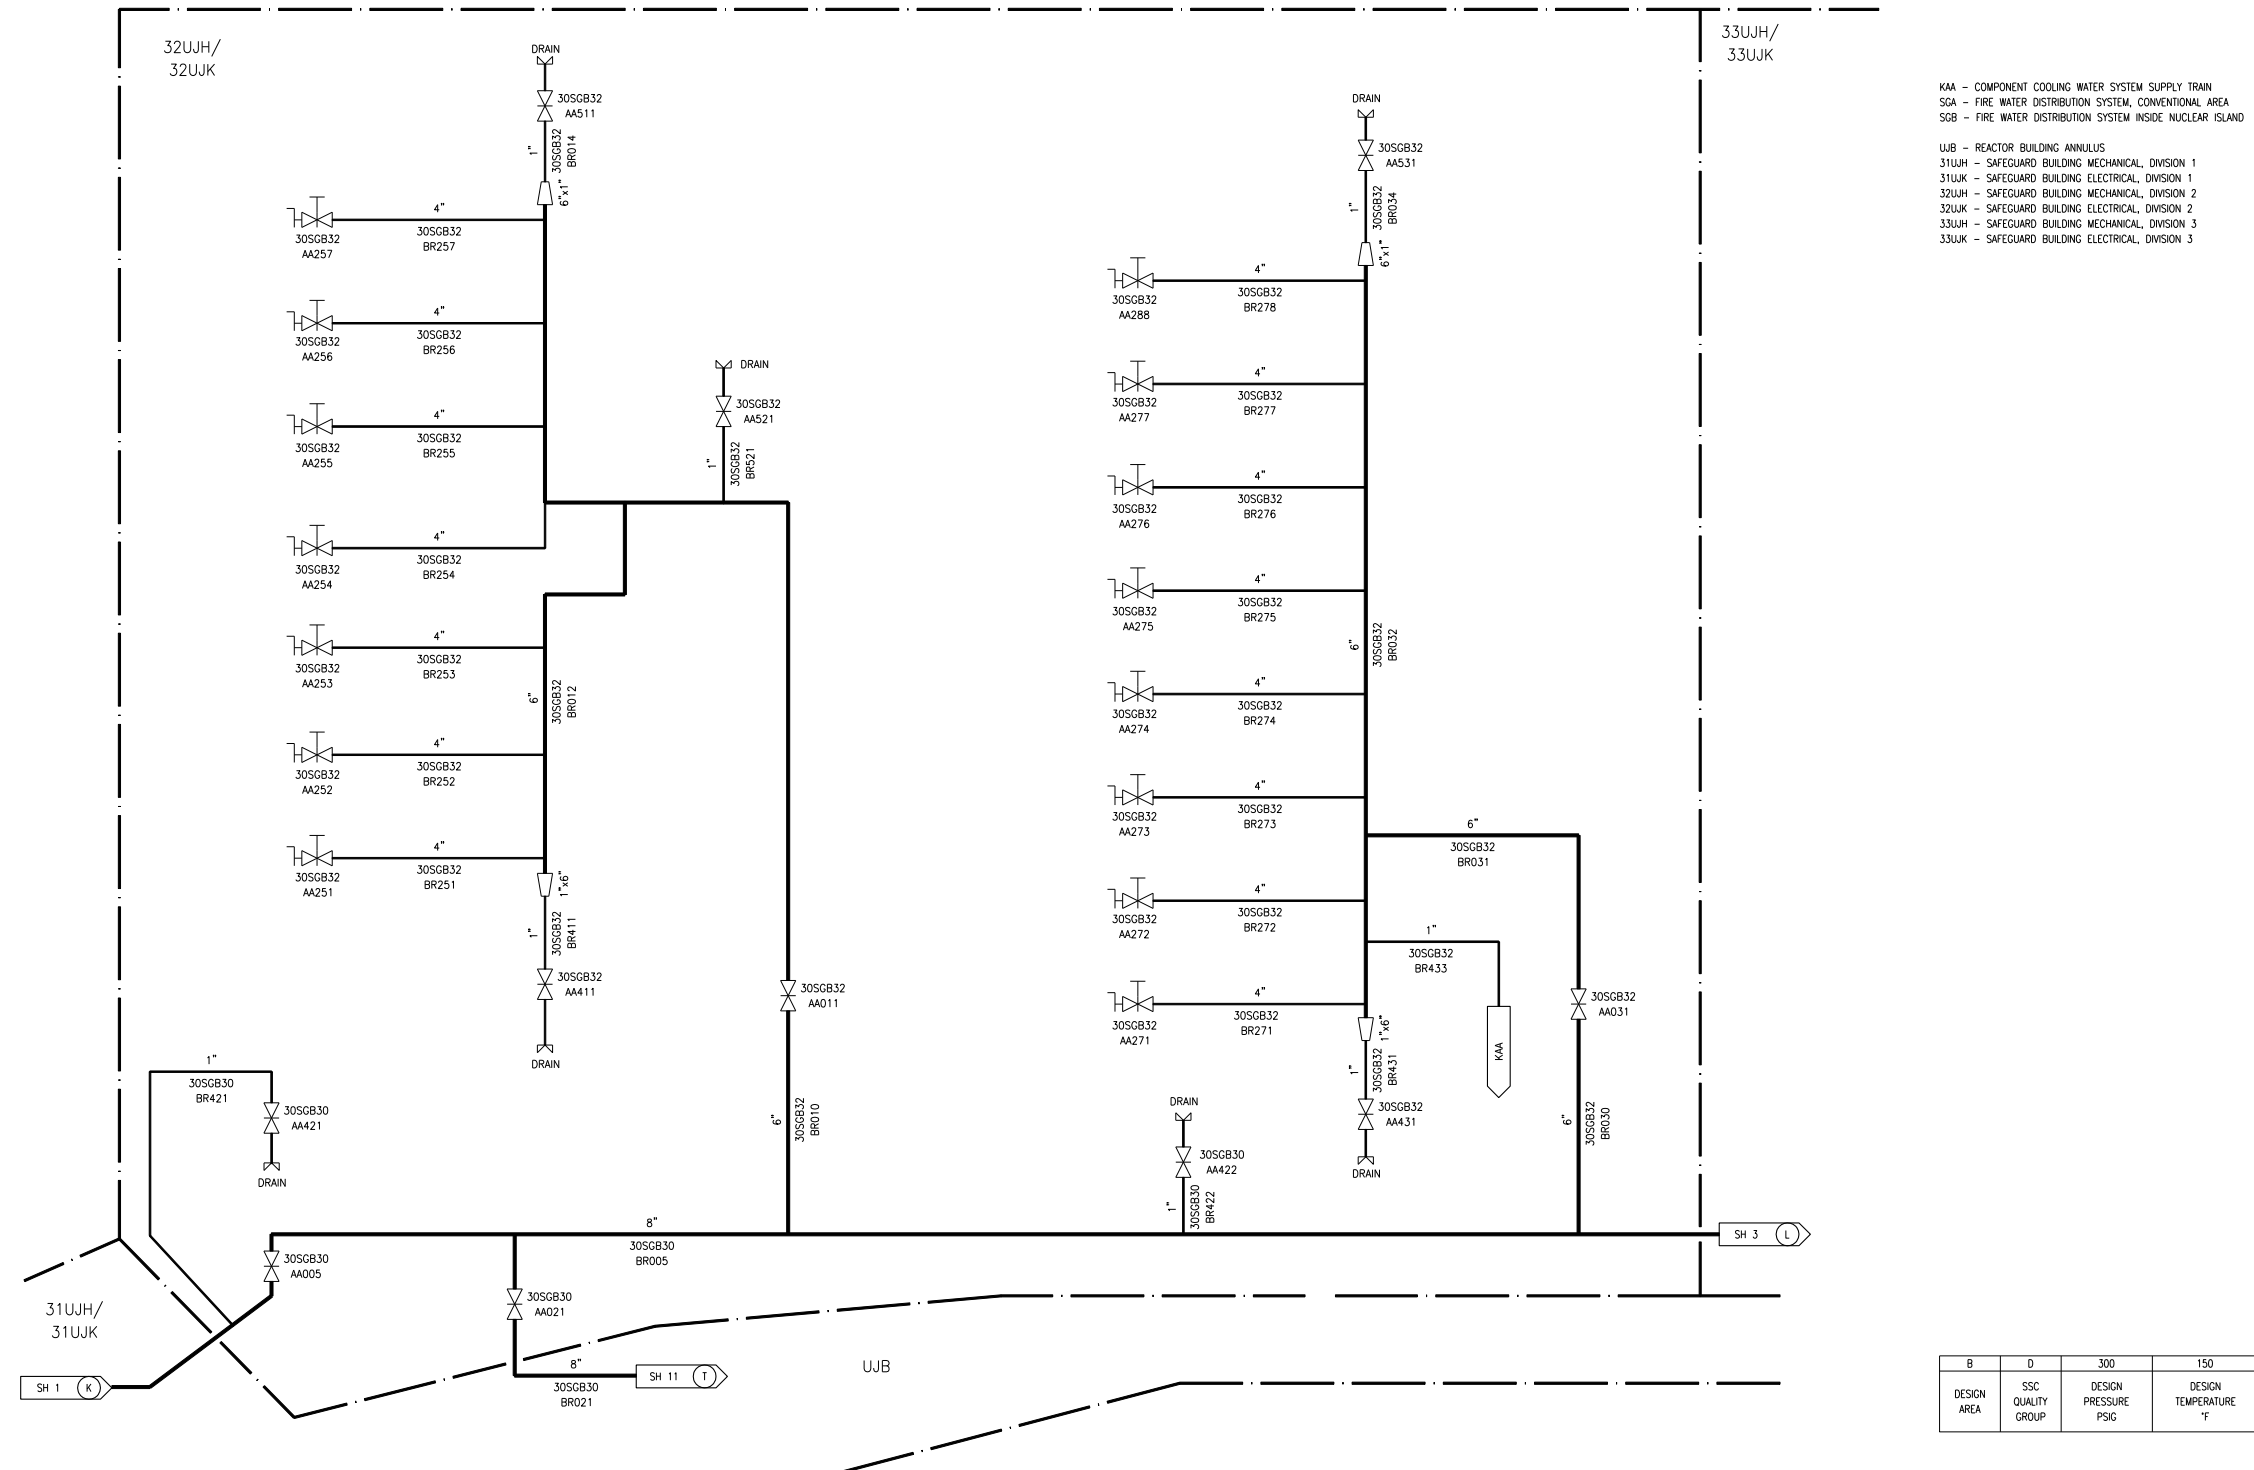 32UJH/
32UJK
33UJH/
33UJK
KAA - COMPONENT COOLING WATER SYSTEM SUPPLY TRAIN
SGA - FIRE WATER DISTRIBUTION SYSTEM, CONVENTIONAL AREA
SGB - FIRE WATER DISTRIBUTION SYSTEM INSIDE NUCLEAR ISLAND
UJB - REACTOR BUILDING ANNULUS
31UJH - SAFEGUARD BUILDING MECHANICAL, DIVISION 1
31UJK - SAFEGUARD BUILDING ELECTRICAL, DIVISION 1
32UJH - SAFEGUARD BUILDING MECHANICAL, DIVISION 2
32UJK - SAFEGUARD BUILDING ELECTRICAL, DIVISION 2
33UJH - SAFEGUARD BUILDING MECHANICAL, DIVISION 3
33UJK - SAFEGUARD BUILDING ELECTRICAL, DIVISION 3
DRAIN
30SGB32
AA511
1"
30SGB32
BR014
6"x1"
4"
30SGB32
BR257
30SGB32
AA257
4"
30SGB32
BR256
30SGB32
AA256
4"
30SGB32
BR255
30SGB32
AA255
DRAIN
30SGB32
AA521
1"
30SGB32
BR521
4"
30SGB32
BR254
30SGB32
AA254
4"
30SGB32
BR253
30SGB32
AA253
6"
30SGB32
BR012
4"
30SGB32
BR252
30SGB32
AA252
4"
30SGB32
BR251
30SGB32
AA251
1"x6"
1"
30SGB32
BR411
30SGB32
AA411
DRAIN
30SGB32
AA011
6"
30SGB32
BR010
DRAIN
30SGB32
AA531
1"
30SGB32
BR034
6"x1"
4"
30SGB32
BR278
30SGB32
AA288
4"
30SGB32
BR277
30SGB32
AA277
4"
30SGB32
BR276
30SGB32
AA276
4"
30SGB32
BR275
30SGB32
AA275
6"
30SGB32
BR032
4"
30SGB32
BR274
30SGB32
AA274
4"
30SGB32
BR273
30SGB32
AA273
6"
30SGB32
BR031
4"
30SGB32
BR272
30SGB32
AA272
1"
30SGB32
BR433
KAA
4"
30SGB32
BR271
30SGB32
AA271
1"x6"
1"
30SGB32
BR431
30SGB32
AA431
DRAIN
30SGB32
AA031
6"
30SGB32
BR030
1"
30SGB30
BR421
30SGB30
AA421
DRAIN
DRAIN
30SGB30
AA422
1"
30SGB30
BR422
8"
30SGB30
BR005
SH 3 L
30SGB30
AA005
30SGB30
AA021
31UJH/
31UJK
SH 1 K
8"
30SGB30
BR021
SH 11 T
UJB
B D 300 150
DESIGN
AREA
SSC
QUALITY
GROUP
DESIGN
PRESSURE
PSIG
DESIGN
TEMPERATURE
°F